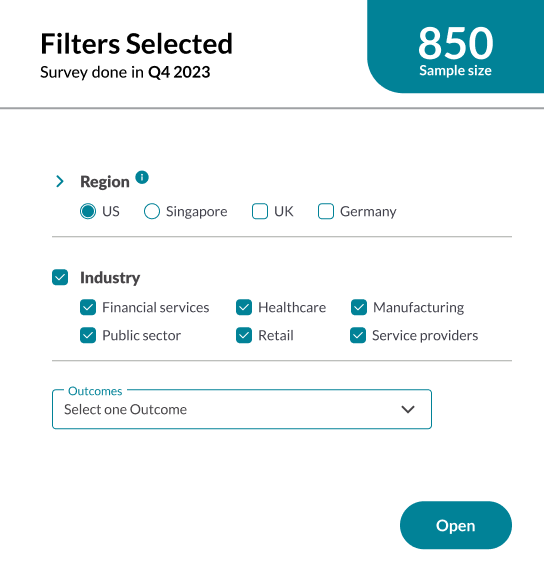 Filters Selected
Survey done in Q4 2023
850
Sample size
Region
US Singapore UK Germany
Industry
Financial services Healthcare Manufacturing
Public sector Retail Service providers
Outcomes
Select one Outcome
Open